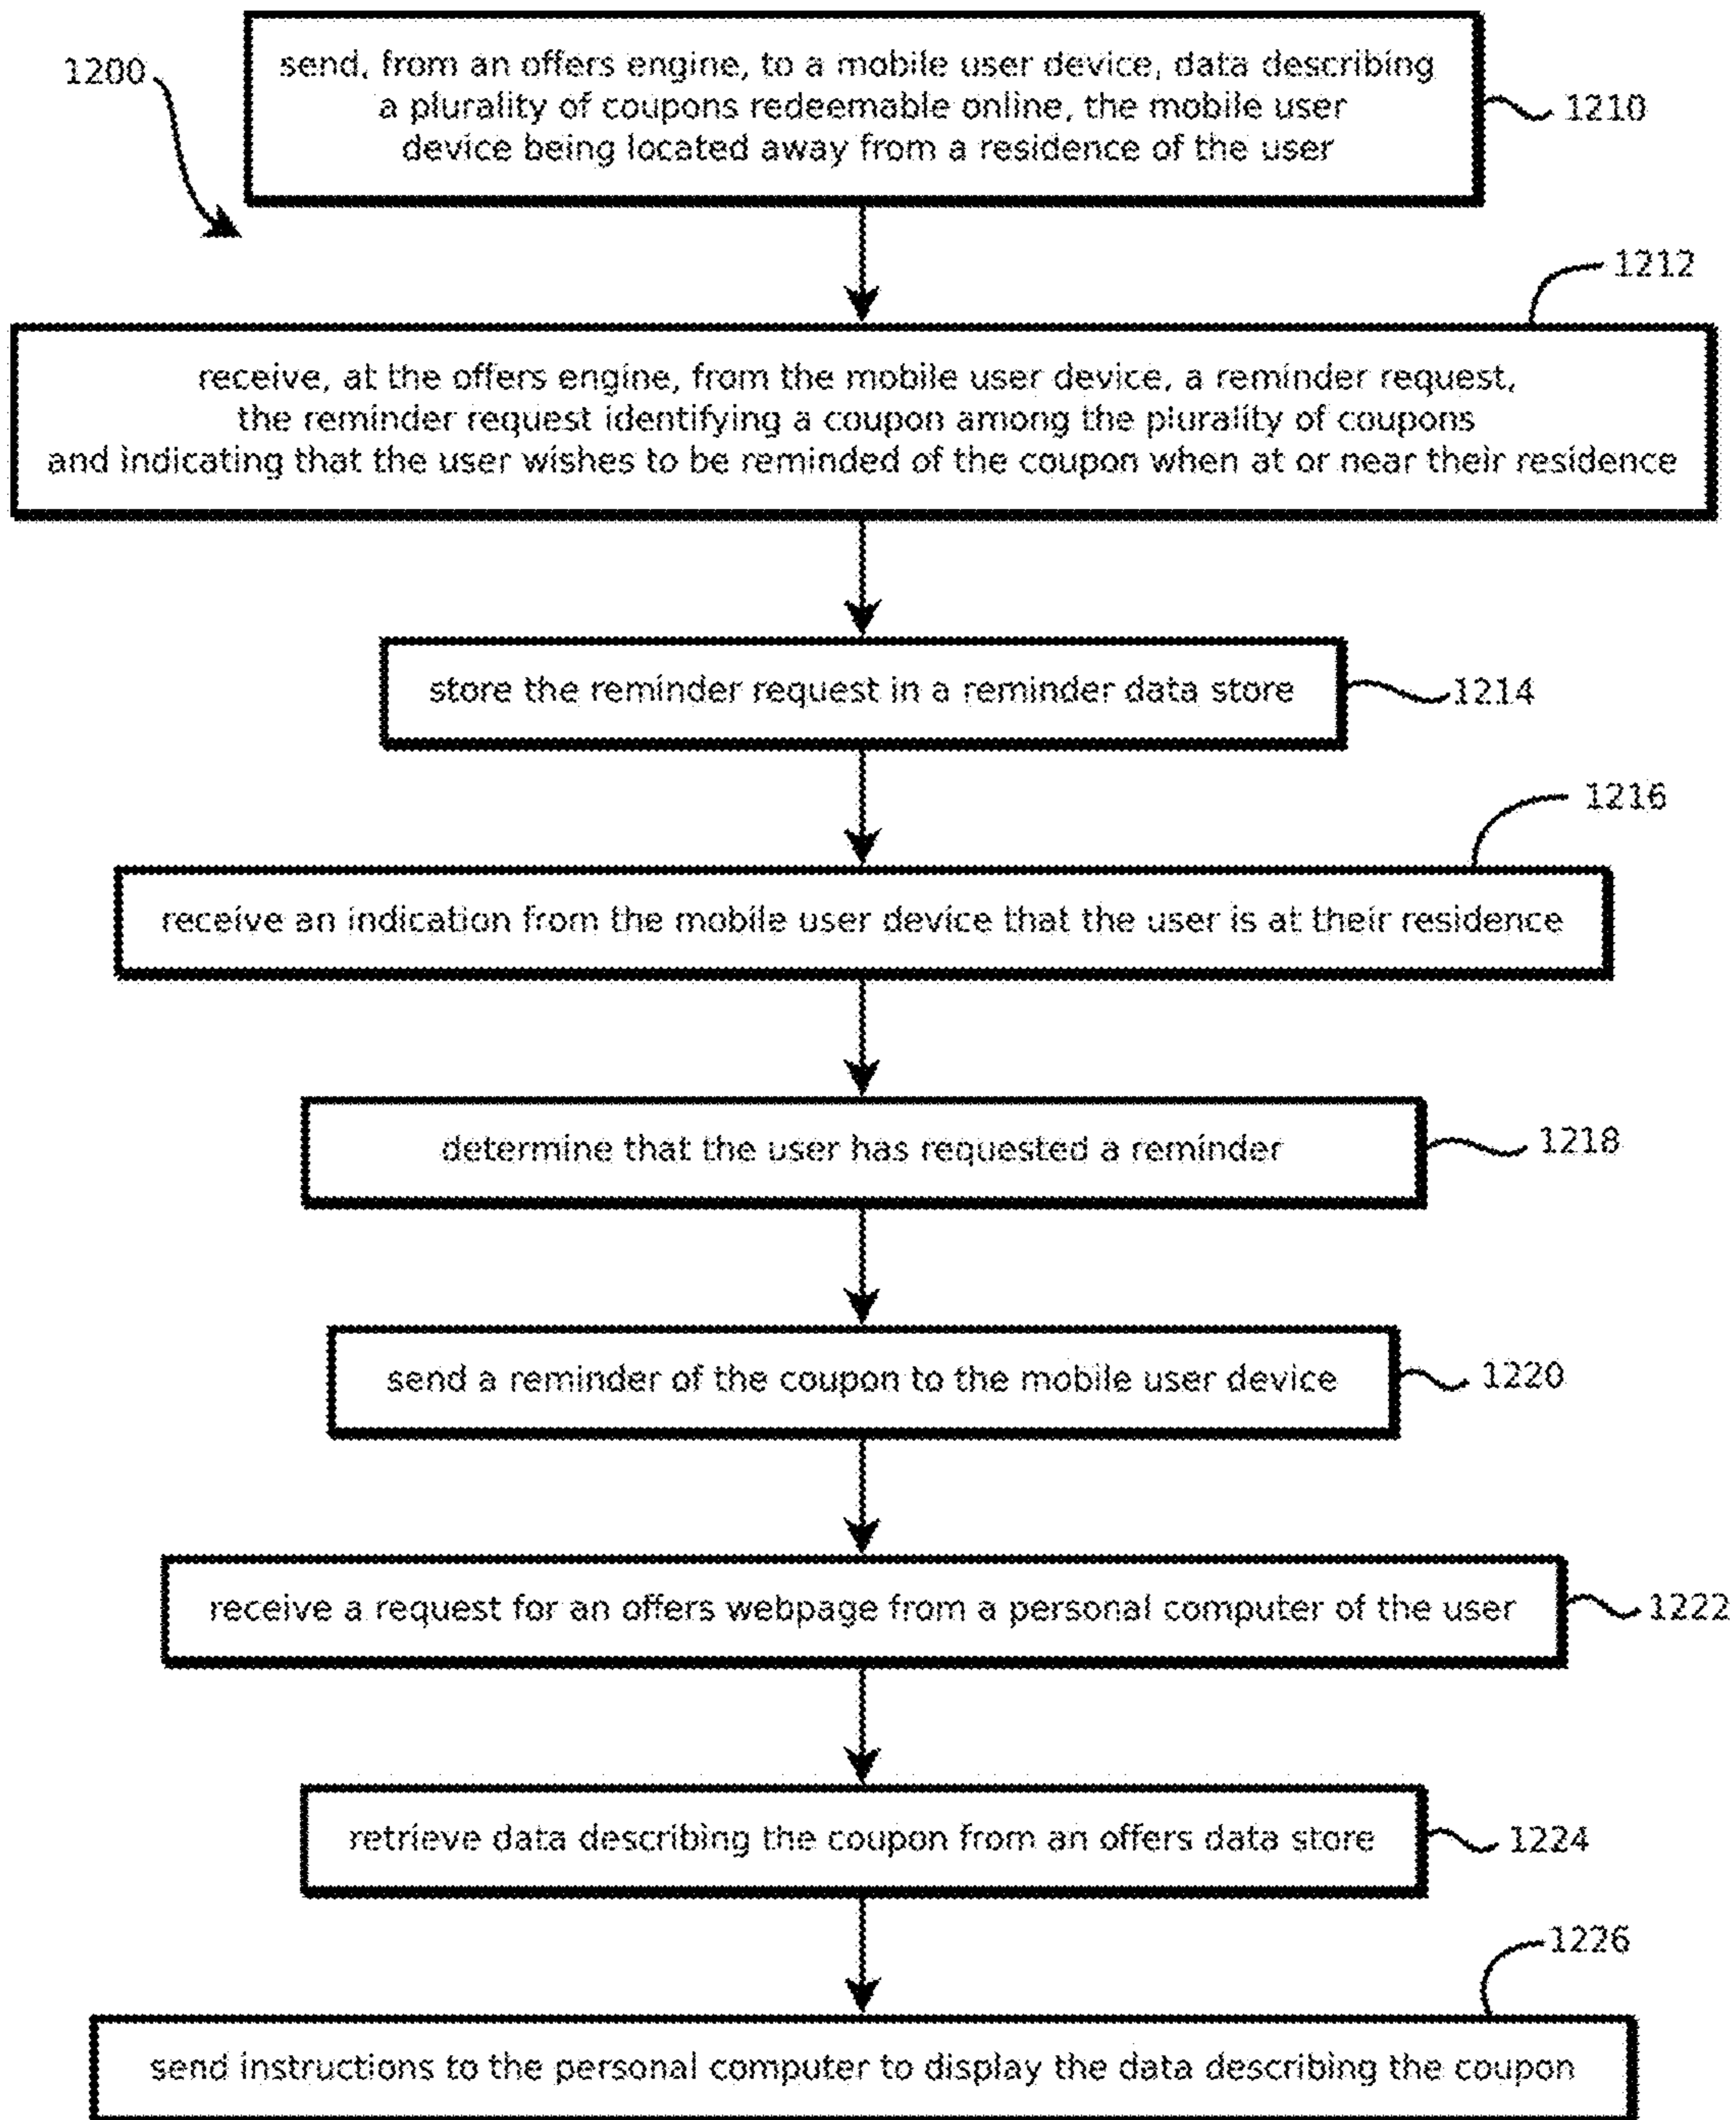 1200
send, from an offers engine, to a mobile user device, data describing
a plurality of coupons redeemable online, the mobile user
device being located away from a residence of the user
1210
1212
receive, at the offers engine, from the mobile user device, a reminder request,
the reminder request identifying a coupon among the plurality of coupons
and indicating that the user wishes to be reminded of the coupon when at or near their residence
store the reminder request in a reminder data store
1214
1216
receive an indication from the mobile user device that the user is at their residence
determine that the user has requested a reminder
1218
send a reminder of the coupon to the mobile user device
1220
receive a request for an offers webpage from a personal computer of the user
1222
retrieve data describing the coupon from an offers data store
1224
1226
send instructions to the personal computer to display the data describing the coupon